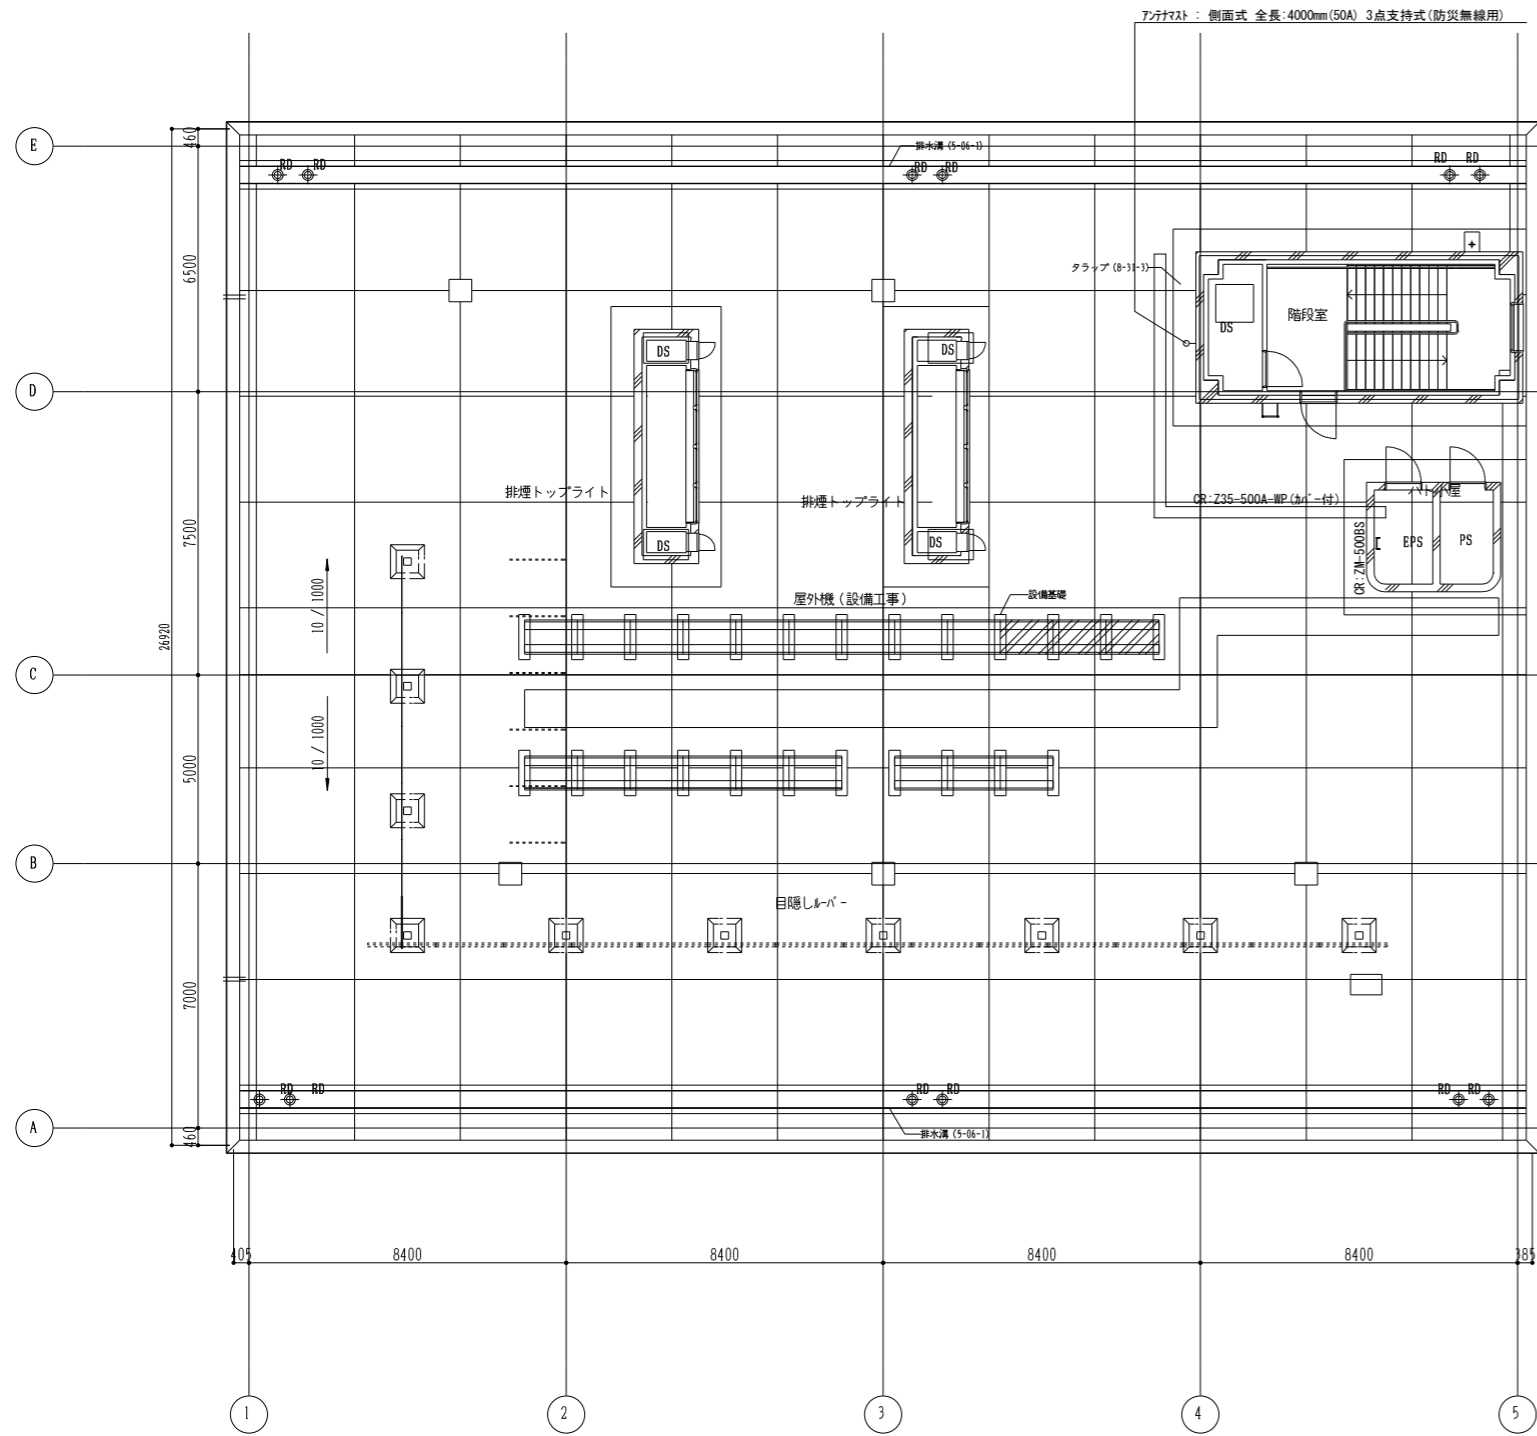 アンテナマスト : 側面式 全長:4000mm(50A) 3点支持式(防災無線用)
E
460
排水溝 (5-06-1)
RD
RD
RD
RD
RD
RD
6500
タラップ (8-31-3)
DS
階段室
DS
DS
D
排煙トップライト
排煙トップライト
CR:Z35-500A-WP(カバー付)
ハト小屋
7500
DS
DS
EPS
PS
CR:ZM-500BS
10 / 1000
屋外機(設備工事)
設備基礎
26920
C
10 / 1000
5000
B
目隠しルーバー
7000
RD
RD
RD
RD
RD
RD
A
460
排水溝 (5-06-1)
405
8400
8400
8400
8400
385
1
2
3
4
5